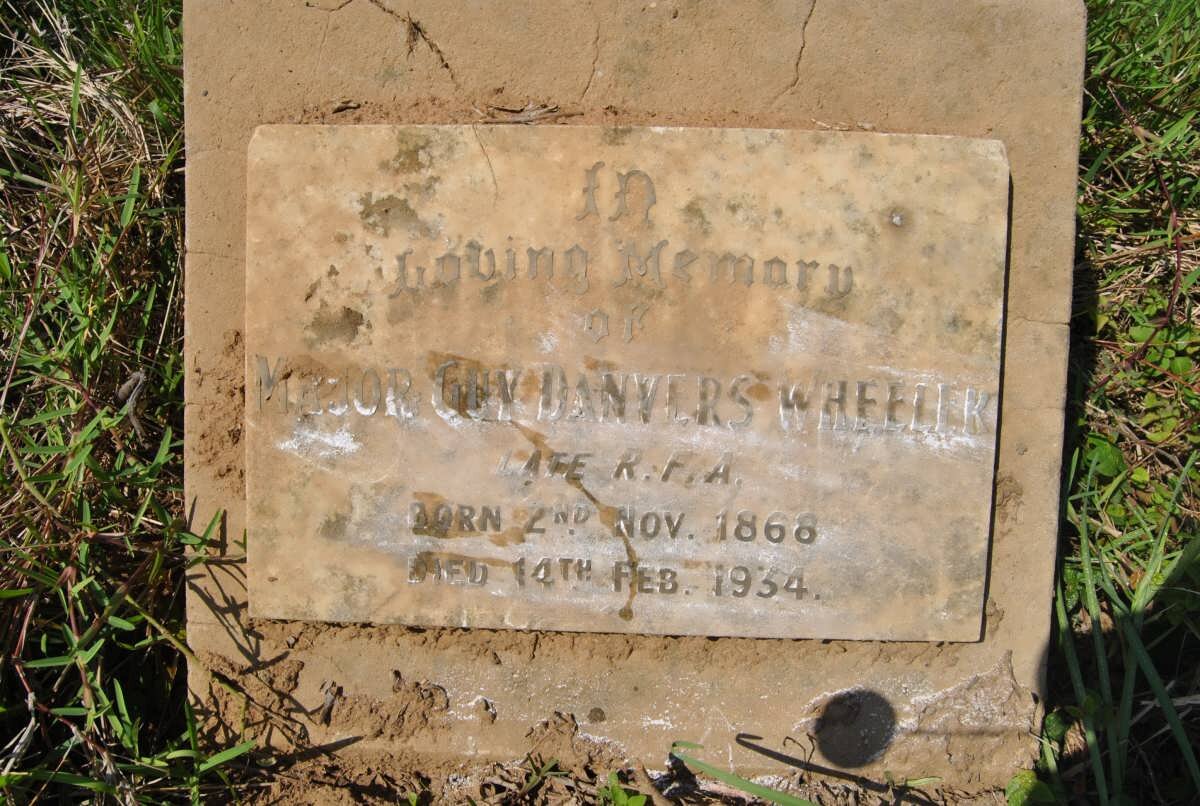 In
Loving Memory
of
MAJOR GUY DANVERS WHEELER
LATE R.F.A.
BORN 2ND. NOV. 1868
DIED 14TH FEB. 1934.